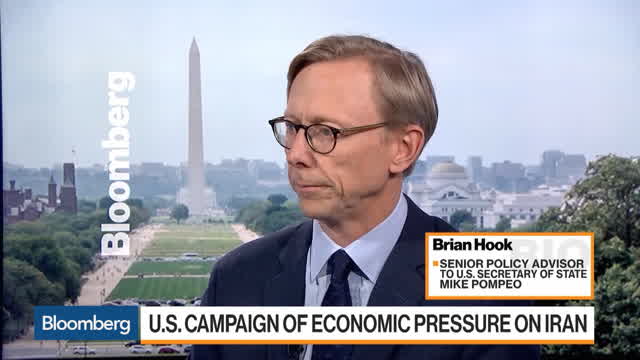 Bloomberg
Brian Hook
SENIOR POLICY ADVISOR
TO U.S. SECRETARY OF STATE
MIKE POMPEO
Bloomberg
U.S. CAMPAIGN OF ECONOMIC PRESSURE ON IRAN